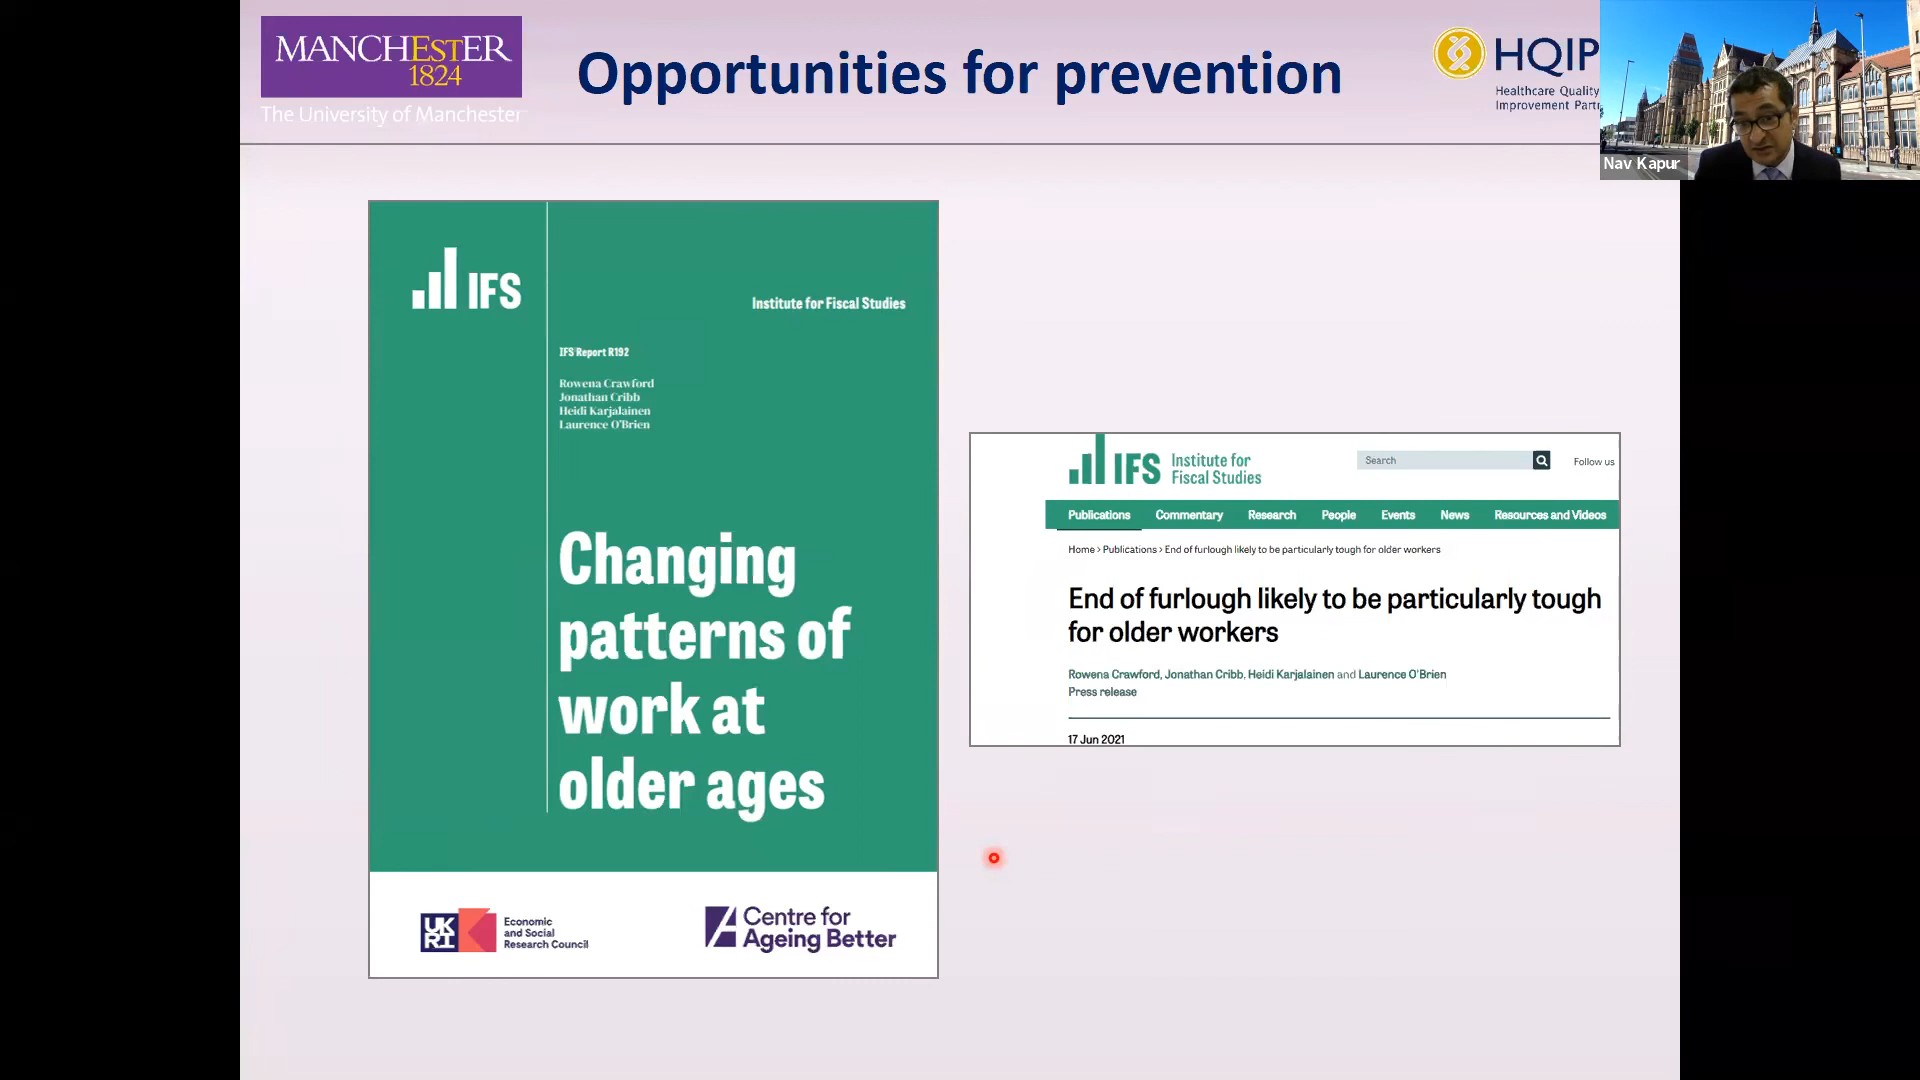 MANCHESTER
1824
The University of Manchester
Opportunities for prevention
HQIP
Healthcare Quality
Improvement
Nav Kapur
IFS
Institute for Fiscal Studies
IFS Report R192
Rowena Crawford
Jonathan Cribb
Heidi Karjalainen
Laurence O'Brien
Changing
patterns of
work at
older ages
UK
RI
Economic
and Social
Research Council
Centre for
Ageing Better
IFS
Institute for
Fiscal Studies
Search
Follow us
Publications Commentary Research People Events News Resources and Videos
Home › Publications › End of furlough likely to be particularly tough for older workers
End of furlough likely to be particularly tough
for older workers
Rowena Crawford, Jonathan Cribb, Heidi Karjalainen and Laurence O'Brien
Press release
17 Jun 2021